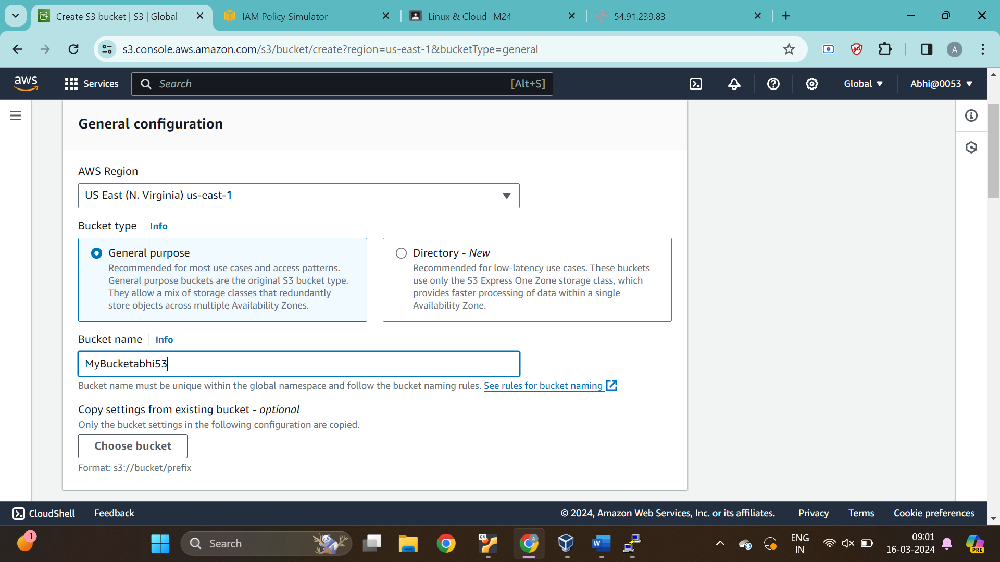 Create S3 bucket | S3 | Global
IAM Policy Simulator
Linux & Cloud -M24
54.91.239.83
s3.console.aws.amazon.com/s3/bucket/create?region=us-east-1&bucketType=general
A
aws
Services
Search
[Alt+S]
Global
Abhi@0053
General configuration
AWS Region
US East (N. Virginia) us-east-1
Bucket type
Info
General purpose
Recommended for most use cases and access patterns.
General purpose buckets are the original S3 bucket type.
They allow a mix of storage classes that redundantly
store objects across multiple Availability Zones.
Directory - New
Recommended for low-latency use cases. These buckets
use only the S3 Express One Zone storage class, which
provides faster processing of data within a single
Availability Zone.
Bucket name
Info
MyBucketabhi53
Bucket name must be unique within the global namespace and follow the bucket naming rules. See rules for bucket naming
Copy settings from existing bucket - optional
Only the bucket settings in the following configuration are copied.
Choose bucket
Format: s3://bucket/prefix
CloudShell
Feedback
© 2024, Amazon Web Services, Inc. or its affiliates.
Privacy
Terms
Cookie preferences
1
Search
64
A
W
ENG
IN
09:01
16-03-2024
PRE